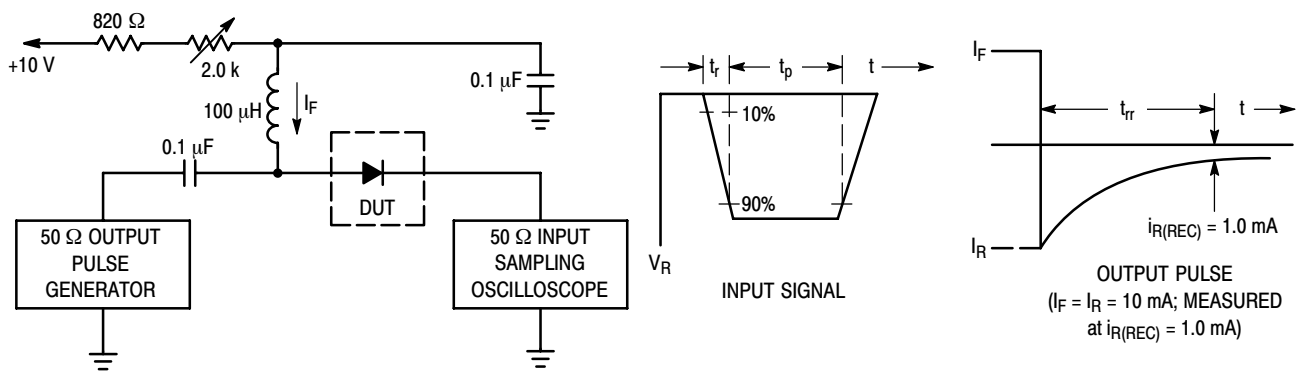 820 Ω
+10 V
2.0 k
100 μH
I_F
0.1 μF
0.1 μF
DUT
50 Ω OUTPUT
PULSE
GENERATOR
50 Ω INPUT
SAMPLING
OSCILLOSCOPE
t_r
t_p
t
10%
90%
V_R
INPUT SIGNAL
I_F
t_rr
t
i_R(REC) = 1.0 mA
I_R
OUTPUT PULSE
(I_F = I_R = 10 mA; MEASURED
at i_R(REC) = 1.0 mA)